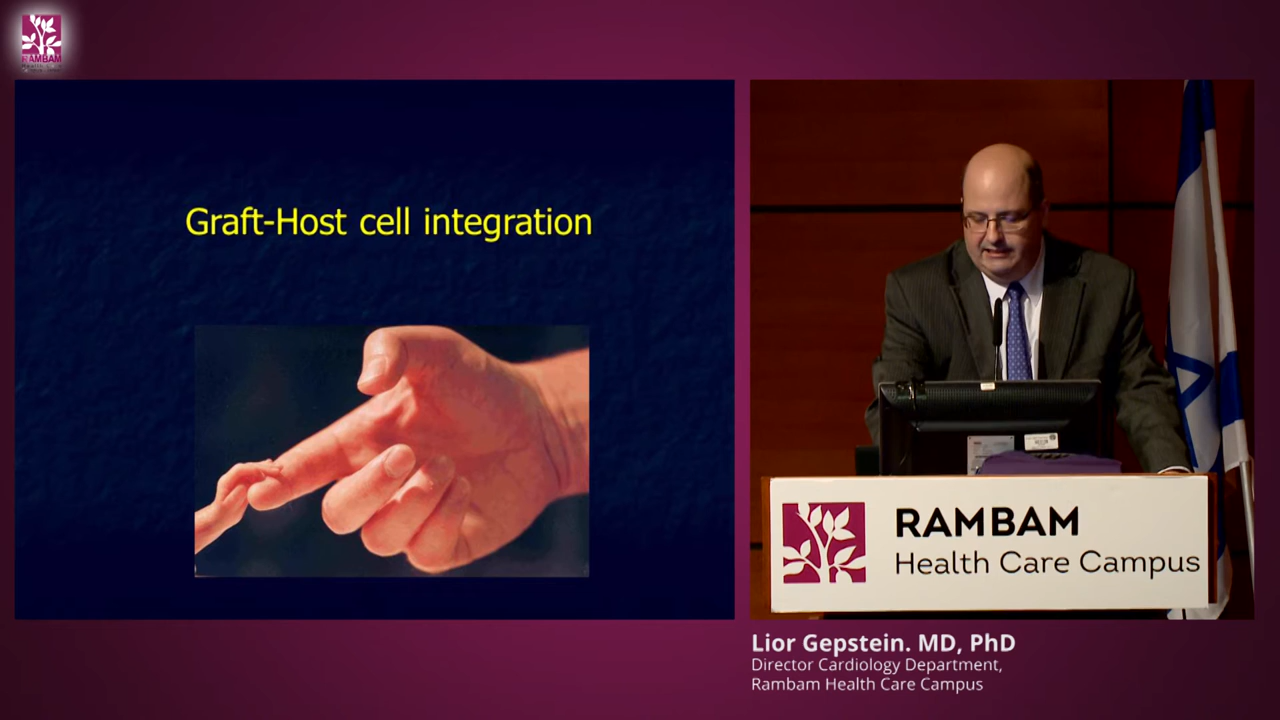 RAMBAM
Graft-Host cell integration
RAMBAM
Health Care Campus
Lior Gepstein. MD, PhD
Director Cardiology Department,
Rambam Health Care Campus